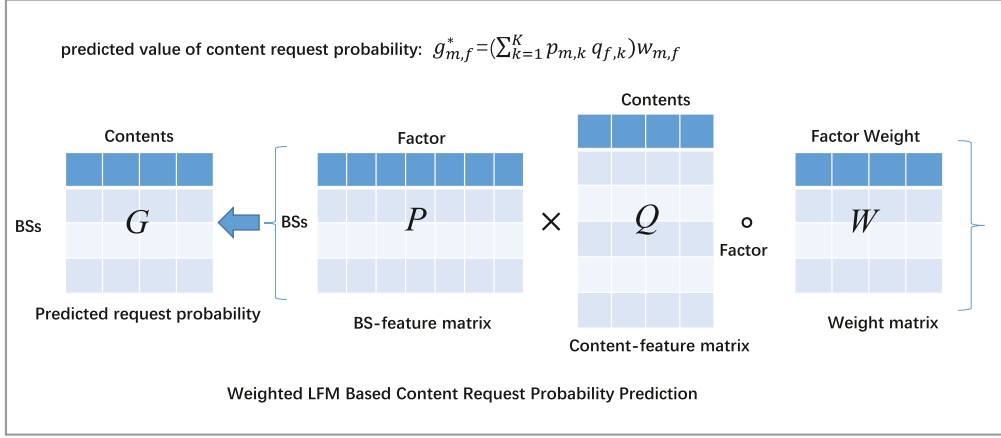 predicted value of content request probability: g*m,f=(∑k=1K pm,k qf,k)wm,f
Contents
Contents
Factor
Factor Weight
BSs
G
BSs
P
×
Q
∘
W
Factor
Predicted request probability
BS-feature matrix
Content-feature matrix
Weight matrix
Weighted LFM Based Content Request Probability Prediction